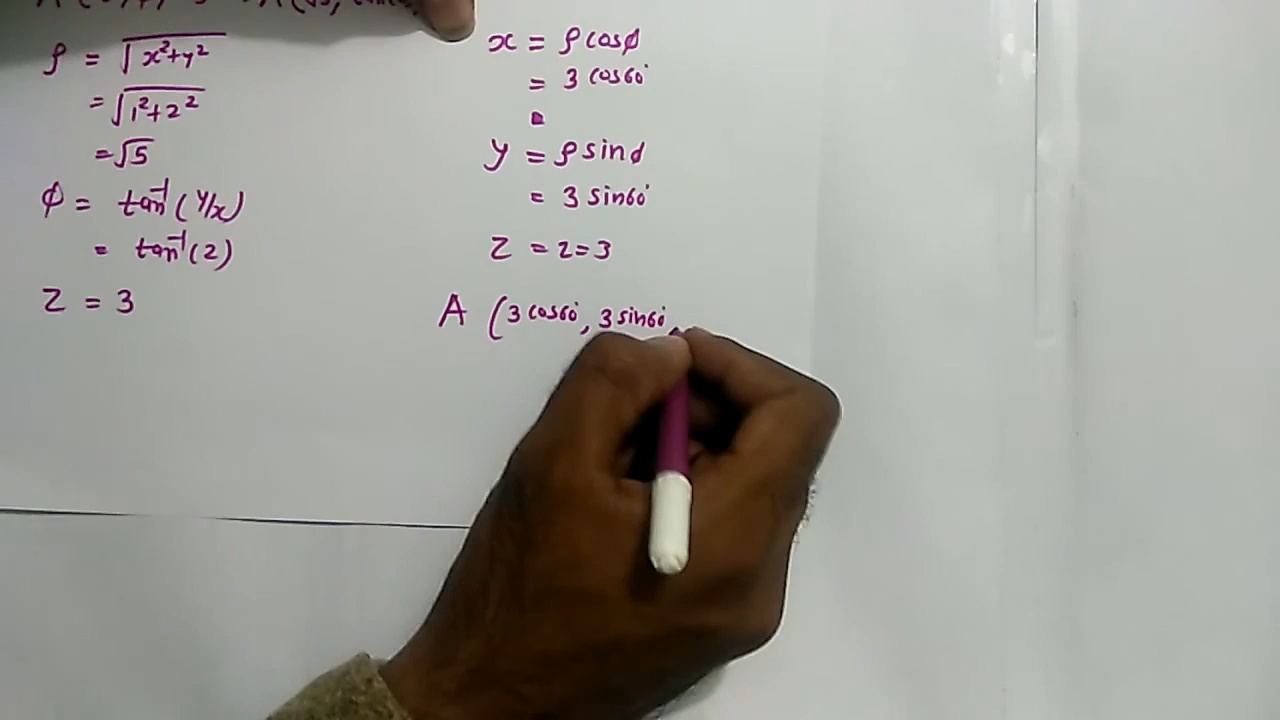 ρ = √x²+y²
= √1²+2²
= √5
ϕ = tan⁻¹(y/x)
= tan⁻¹(2)
z = 3
x = ρ cosϕ
= 3 cos60°
=
y = ρ sinϕ
= 3 sin60°
z = z = 3
A (3 cos60°, 3 sin60°,